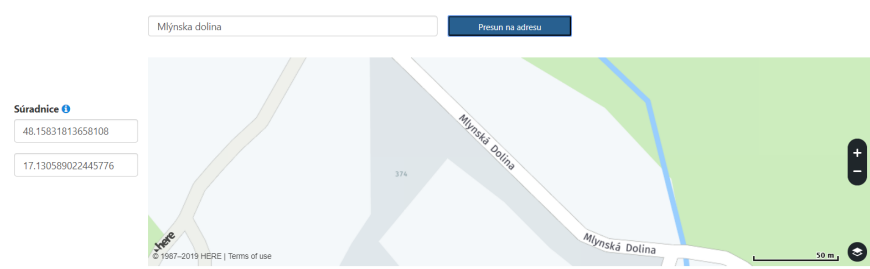 Mlýnska dolina
Presun na adresu
Súradnice
48.15831813658108
17.130589022445776
Mlynská Dolina
374
Mlynská Dolina
here
© 1987–2019 HERE | Terms of use
50 m